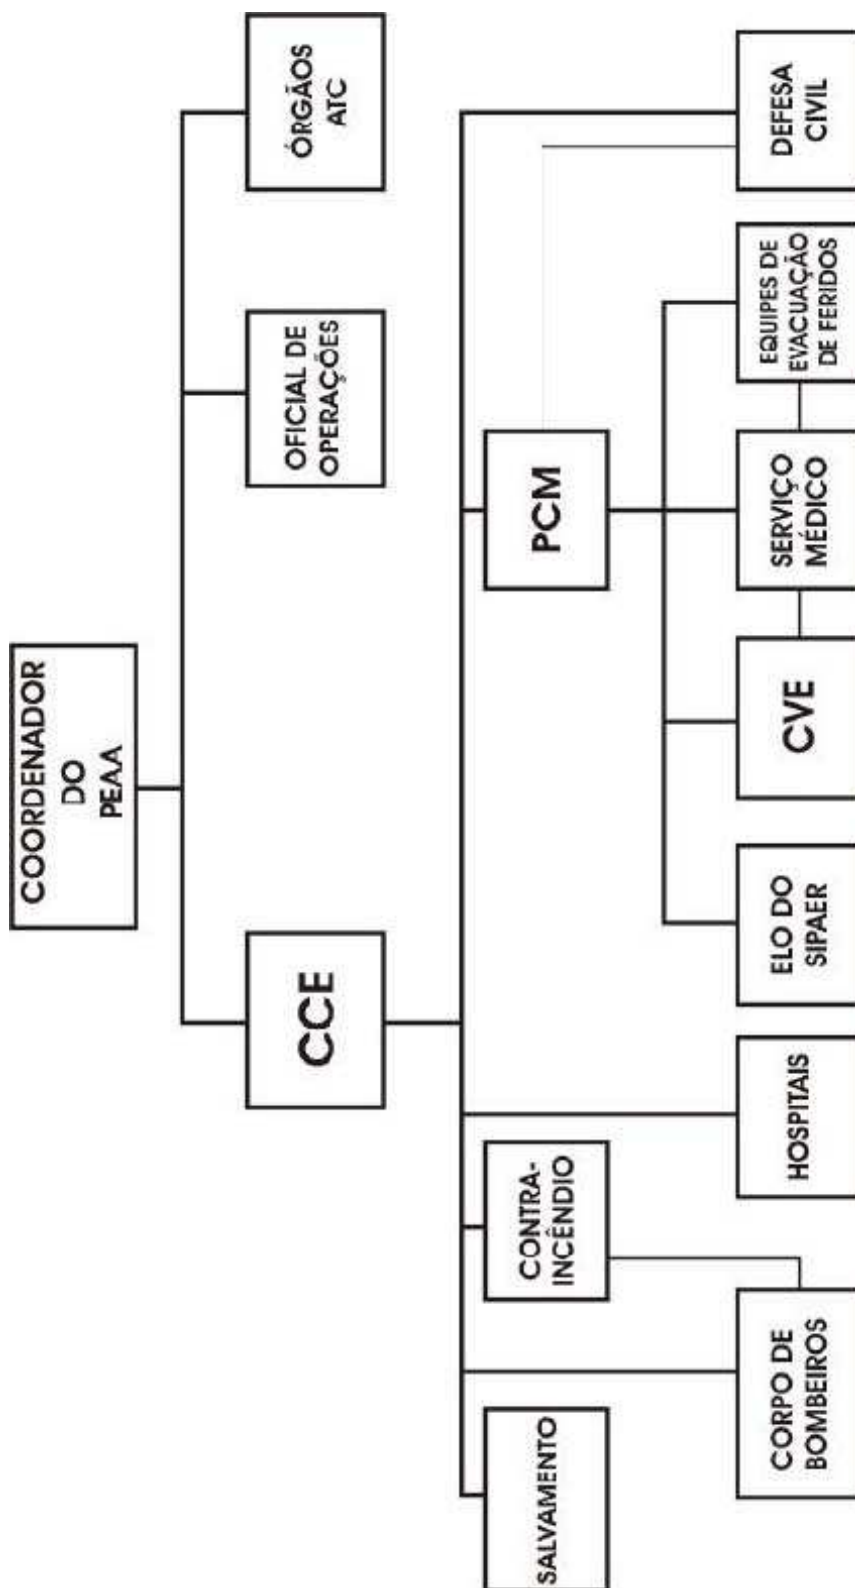 COORDENADOR
DO
PEAA
CCE
OFICIAL DE
OPERAÇÕES
ÓRGÃOS
ATC
SALVAMENTO
CONTRA-
INCÊNDIO
PCM
CORPO DE
BOMBEIROS
HOSPITAIS
ELO DO
SIPAER
CVE
SERVIÇO
MÉDICO
EQUIPES DE
EVACUAÇÃO
DE FERIDOS
DEFESA
CIVIL